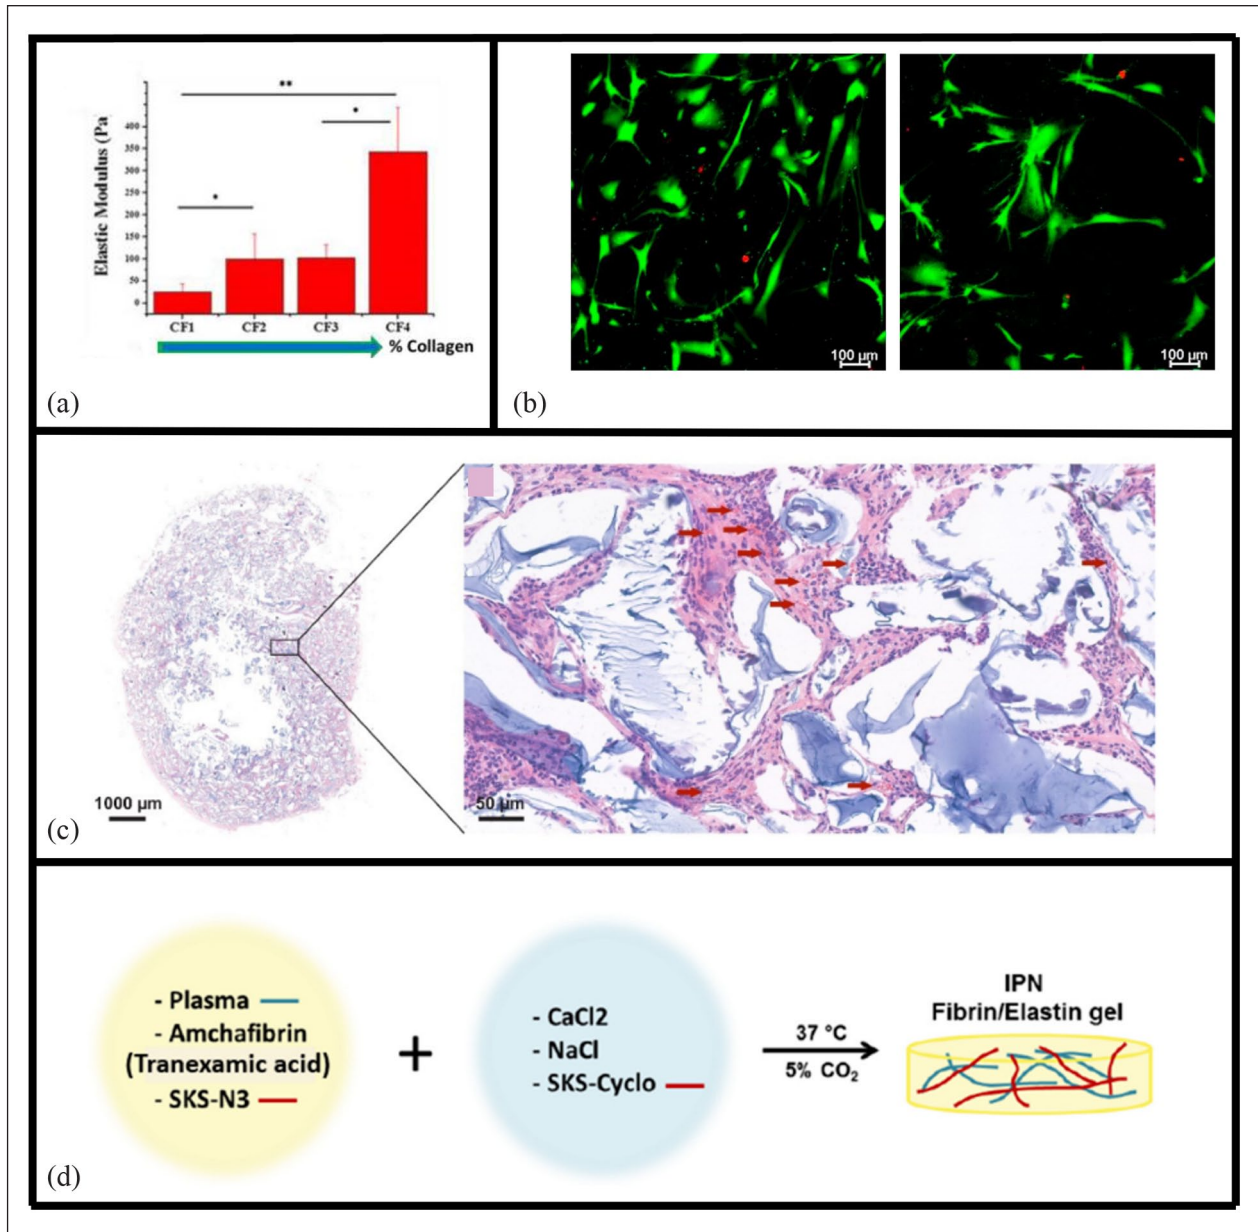 Elastic Modulus (Pa
450
400
350
300
250
200
150
100
50
0
**
*
*
CF1 CF2 CF3 CF4
% Collagen
(a)
100 µm
100 µm
(b)
1000 µm
50 µm
(c)
- Plasma
- Amchafibrin
(Tranexamic acid)
- SKS-N3
+
- CaCl2
- NaCl
- SKS-Cyclo
37 °C
5% CO₂
IPN
Fibrin/Elastin gel
(d)